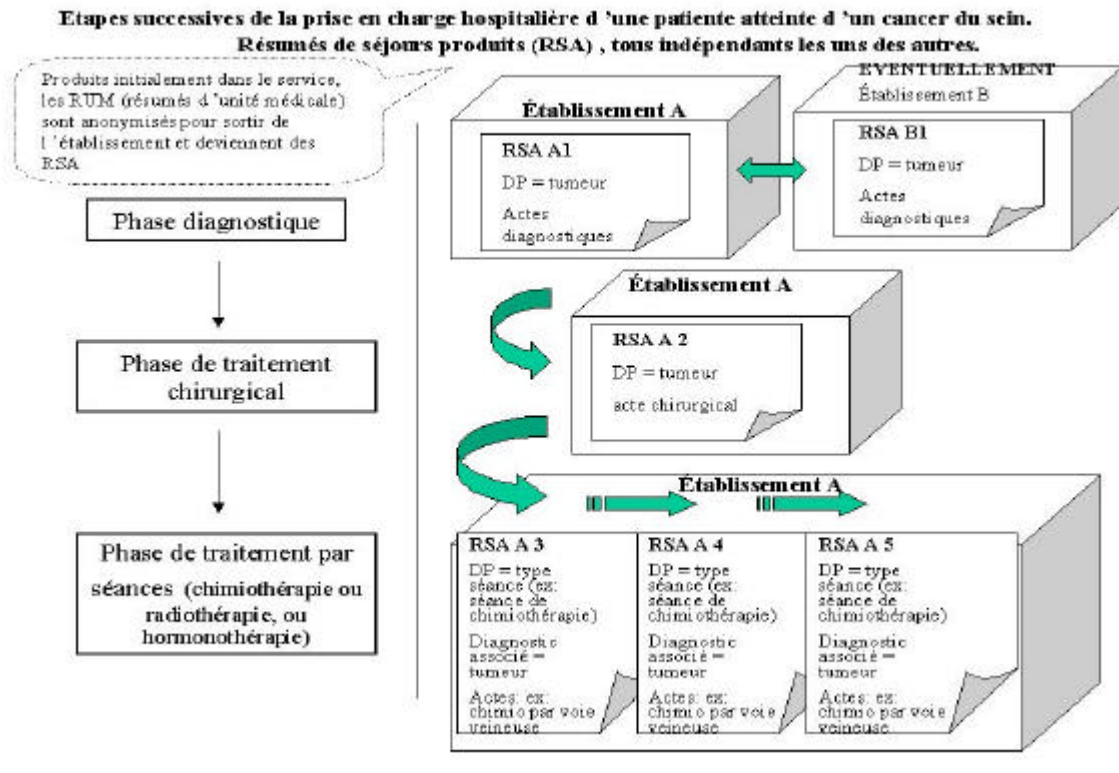 Etapes successives de la prise en charge hospitalière d 'une patiente atteinte d 'un cancer du sein.
Résumés de séjours produits (RSA) , tous indépendants les uns des autres.
Produits initialement dans le service,
les RUM (résumés d 'unité médicale)
sont anonymisés pour sortir de
l 'établissement et deviennent des
RSA
Phase diagnostique
Phase de traitement
chirurgical
Phase de traitement par
séances (chimiothérapie ou
radiothérapie, ou
hormonothérapie)
Établissement A
RSA A1
DP = tumeur
Actes
diagnostiques
EVENTUELLEMENT
Établissement B
RSA B1
DP = tumeur
Actes
diagnostiques
Établissement A
RSA A 2
DP = tumeur
acte chirurgical
Établissement A
RSA A 3
DP = type
séance (ex:
séance de
chimiothérapie)
Diagnostic
associé =
tumeur
Actes: ex:
chimio par voie
veineuse
RSA A 4
DP = type
séance (ex:
séance de
chimiothérapie)
Diagnostic
associé =
tumeur
Actes: ex:
chimio par voie
veineuse
RSA A 5
DP = type
séance (ex:
séance de
chimiothérapie)
Diagnostic
associé =
tumeur
Actes: ex:
chimio par voie
veineuse